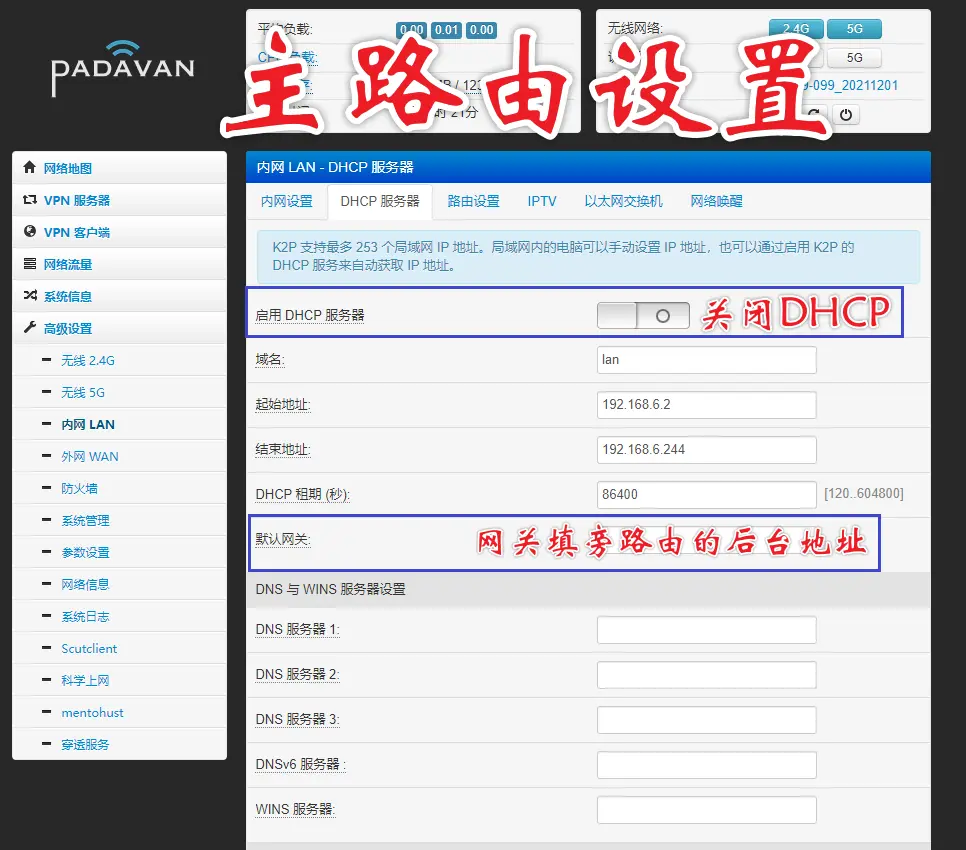 PADAVAN
平均负载:
0.00 0.01 0.00
无线网络:
2.4G 5G
5G
主路由设置
时 21分
9-099_20211201
网络地图
VPN 服务器
VPN 客户端
网络流量
系统信息
高级设置
无线 2.4G
无线 5G
内网 LAN
外网 WAN
防火墙
系统管理
参数设置
网络信息
系统日志
Scutclient
科学上网
mentohust
穿透服务
内网 LAN - DHCP 服务器
内网设置 DHCP 服务器 路由设置 IPTV 以太网交换机 网络唤醒
K2P 支持最多 253 个局域网 IP 地址。局域网内的电脑可以手动设置 IP 地址，也可以通过启用 K2P 的
DHCP 服务来自动获取 IP 地址。
启用 DHCP 服务器 关闭DHCP
域名: lan
起始地址: 192.168.6.2
结束地址: 192.168.6.244
DHCP 租期 (秒): 86400 [120..604800]
默认网关: 网关填旁路由的后台地址
DNS 与 WINS 服务器设置
DNS 服务器 1:
DNS 服务器 2:
DNS 服务器 3:
DNSv6 服务器 :
WINS 服务器: